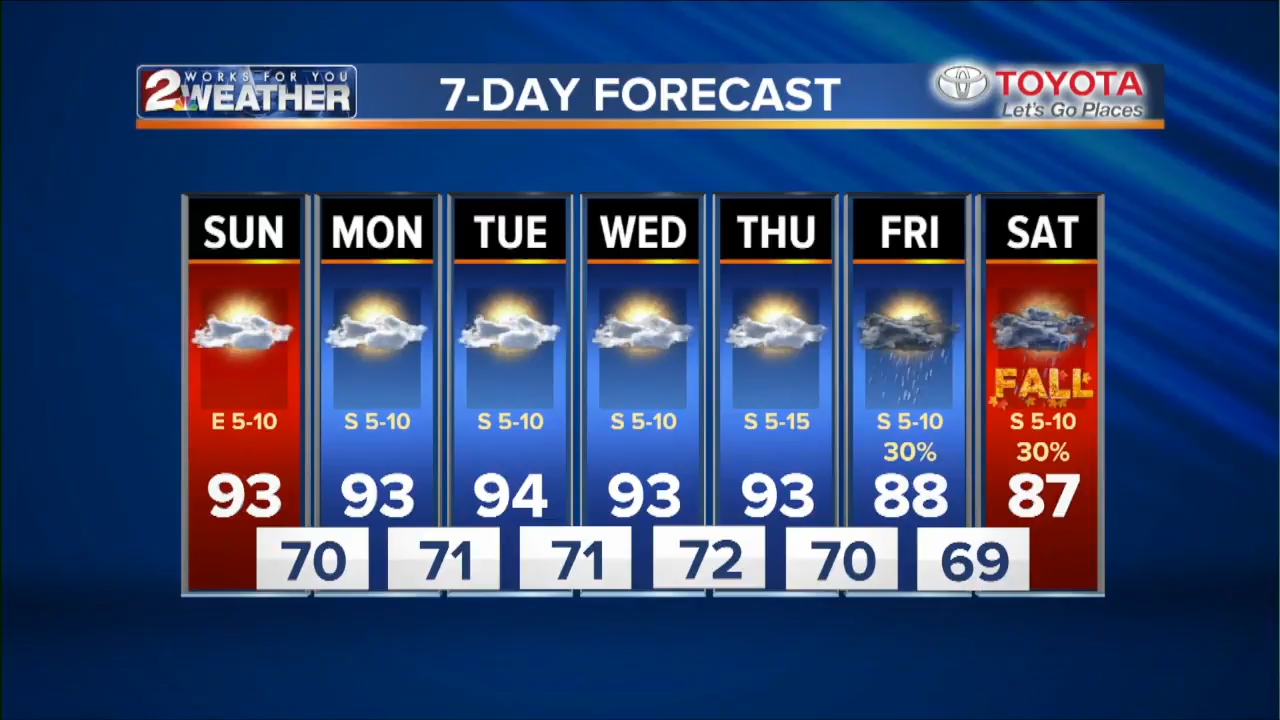 2 WORKS FOR YOU
WEATHER
7-DAY FORECAST
TOYOTA
Let's Go Places
SUN MON TUE WED THU FRI SAT
FALL
E 5-10 S 5-10 S 5-10 S 5-10 S 5-15 S 5-10 S 5-10
30% 30%
93 93 94 93 93 88 87
70 71 71 72 70 69